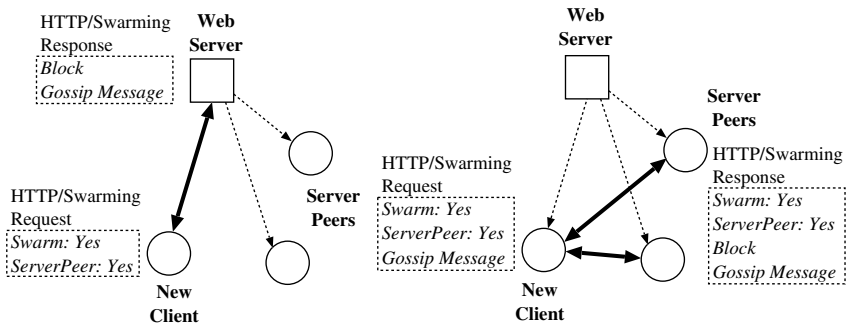 HTTP/Swarming
Response
Block
Gossip Message
Web
Server
Server
Peers
HTTP/Swarming
Request
Swarm: Yes
ServerPeer: Yes
New
Client
Web
Server
Server
Peers
HTTP/Swarming
Request
Swarm: Yes
ServerPeer: Yes
Gossip Message
HTTP/Swarming
Response
Swarm: Yes
ServerPeer: Yes
Block
Gossip Message
New
Client